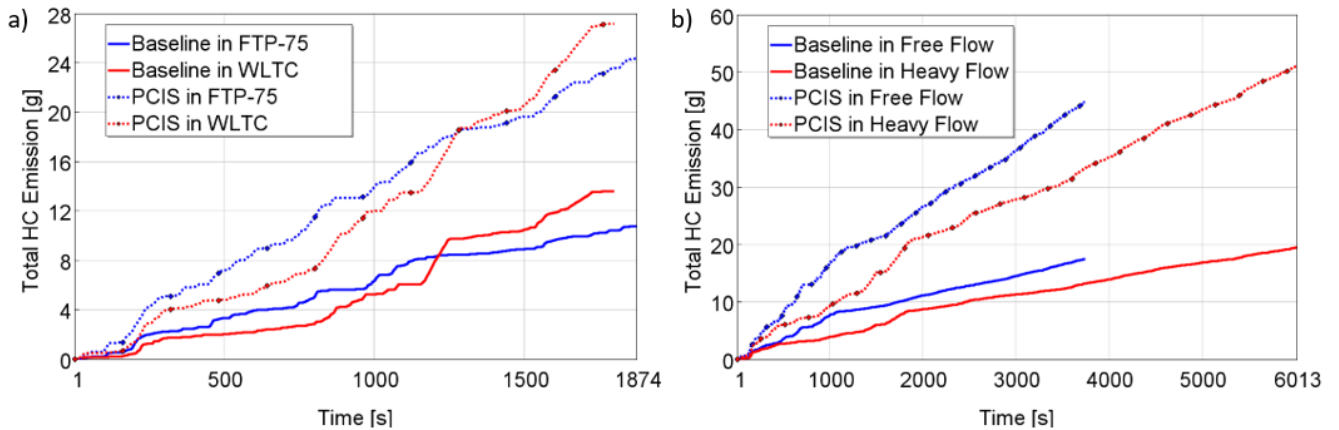 a)
28
24
20
16
12
8
4
0
Total HC Emission [g]
Baseline in FTP-75
Baseline in WLTC
PCIS in FTP-75
PCIS in WLTC
1 500 1000 1500 1874
Time [s]
b)
60
50
40
30
20
10
0
Total HC Emission [g]
Baseline in Free Flow
Baseline in Heavy Flow
PCIS in Free Flow
PCIS in Heavy Flow
1 1000 2000 3000 4000 5000 6013
Time [s]